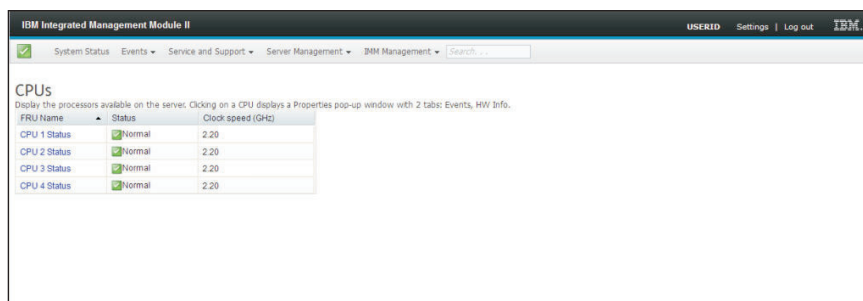 IBM Integrated Management Module II
USERID Settings | Log out IBM.
System Status Events Service and Support Server Management IMM Management Search...
CPUs
Display the processors available on the server. Clicking on a CPU displays a Properties pop-up window with 2 tabs: Events, HW Info.
FRU Name Status Clock speed (GHz)
CPU 1 Status Normal 2.20
CPU 2 Status Normal 2.20
CPU 3 Status Normal 2.20
CPU 4 Status Normal 2.20